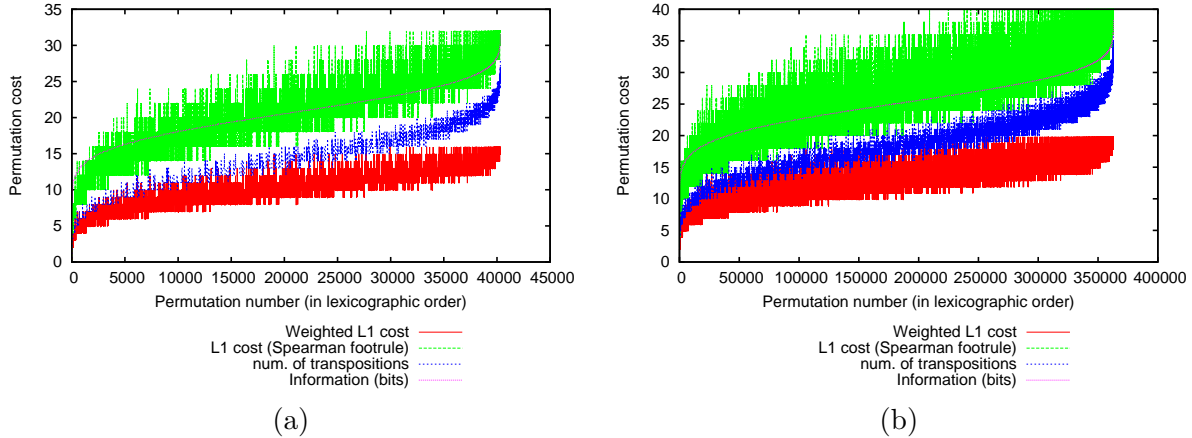 35
30
25
20
15
10
5
0
Permutation cost
0 5000 10000 15000 20000 25000 30000 35000 40000 45000
Permutation number (in lexicographic order)
Weighted L1 cost
L1 cost (Spearman footrule)
num. of transpositions
Information (bits)
(a)
40
35
30
25
20
15
10
5
0
Permutation cost
0 50000 100000 150000 200000 250000 300000 350000 400000
Permutation number (in lexicographic order)
Weighted L1 cost
L1 cost (Spearman footrule)
num. of transpositions
Information (bits)
(b)